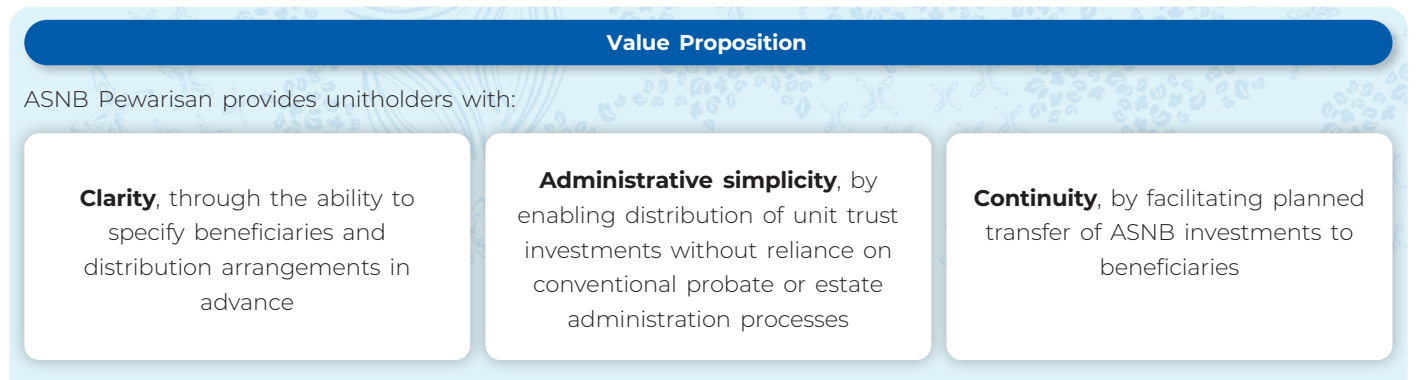 Value Proposition
ASNB Pewarisan provides unitholders with:
Clarity, through the ability to
specify beneficiaries and
distribution arrangements in
advance
Administrative simplicity, by
enabling distribution of unit trust
investments without reliance on
conventional probate or estate
administration processes
Continuity, by facilitating planned
transfer of ASNB investments to
beneficiaries